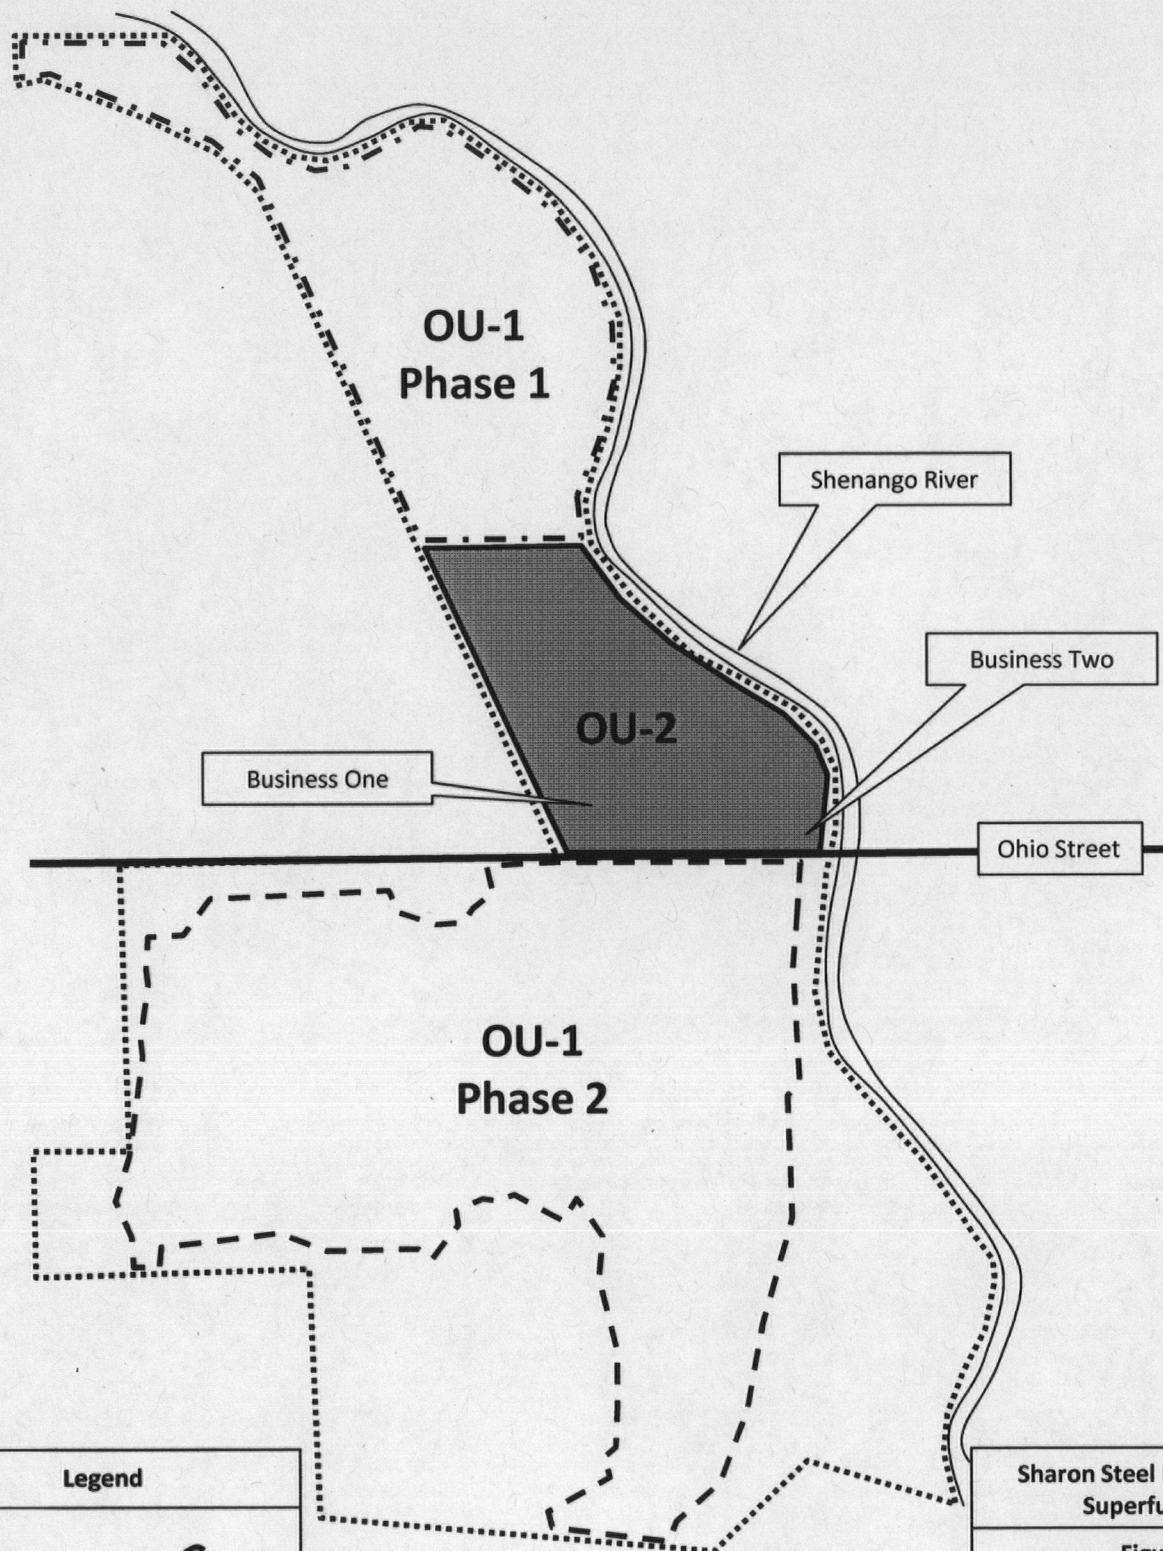 OU-1
Phase 1
Shenango River
Business Two
OU-2
Business One
Ohio Street
OU-1
Phase 2
Legend
Sharon Steel